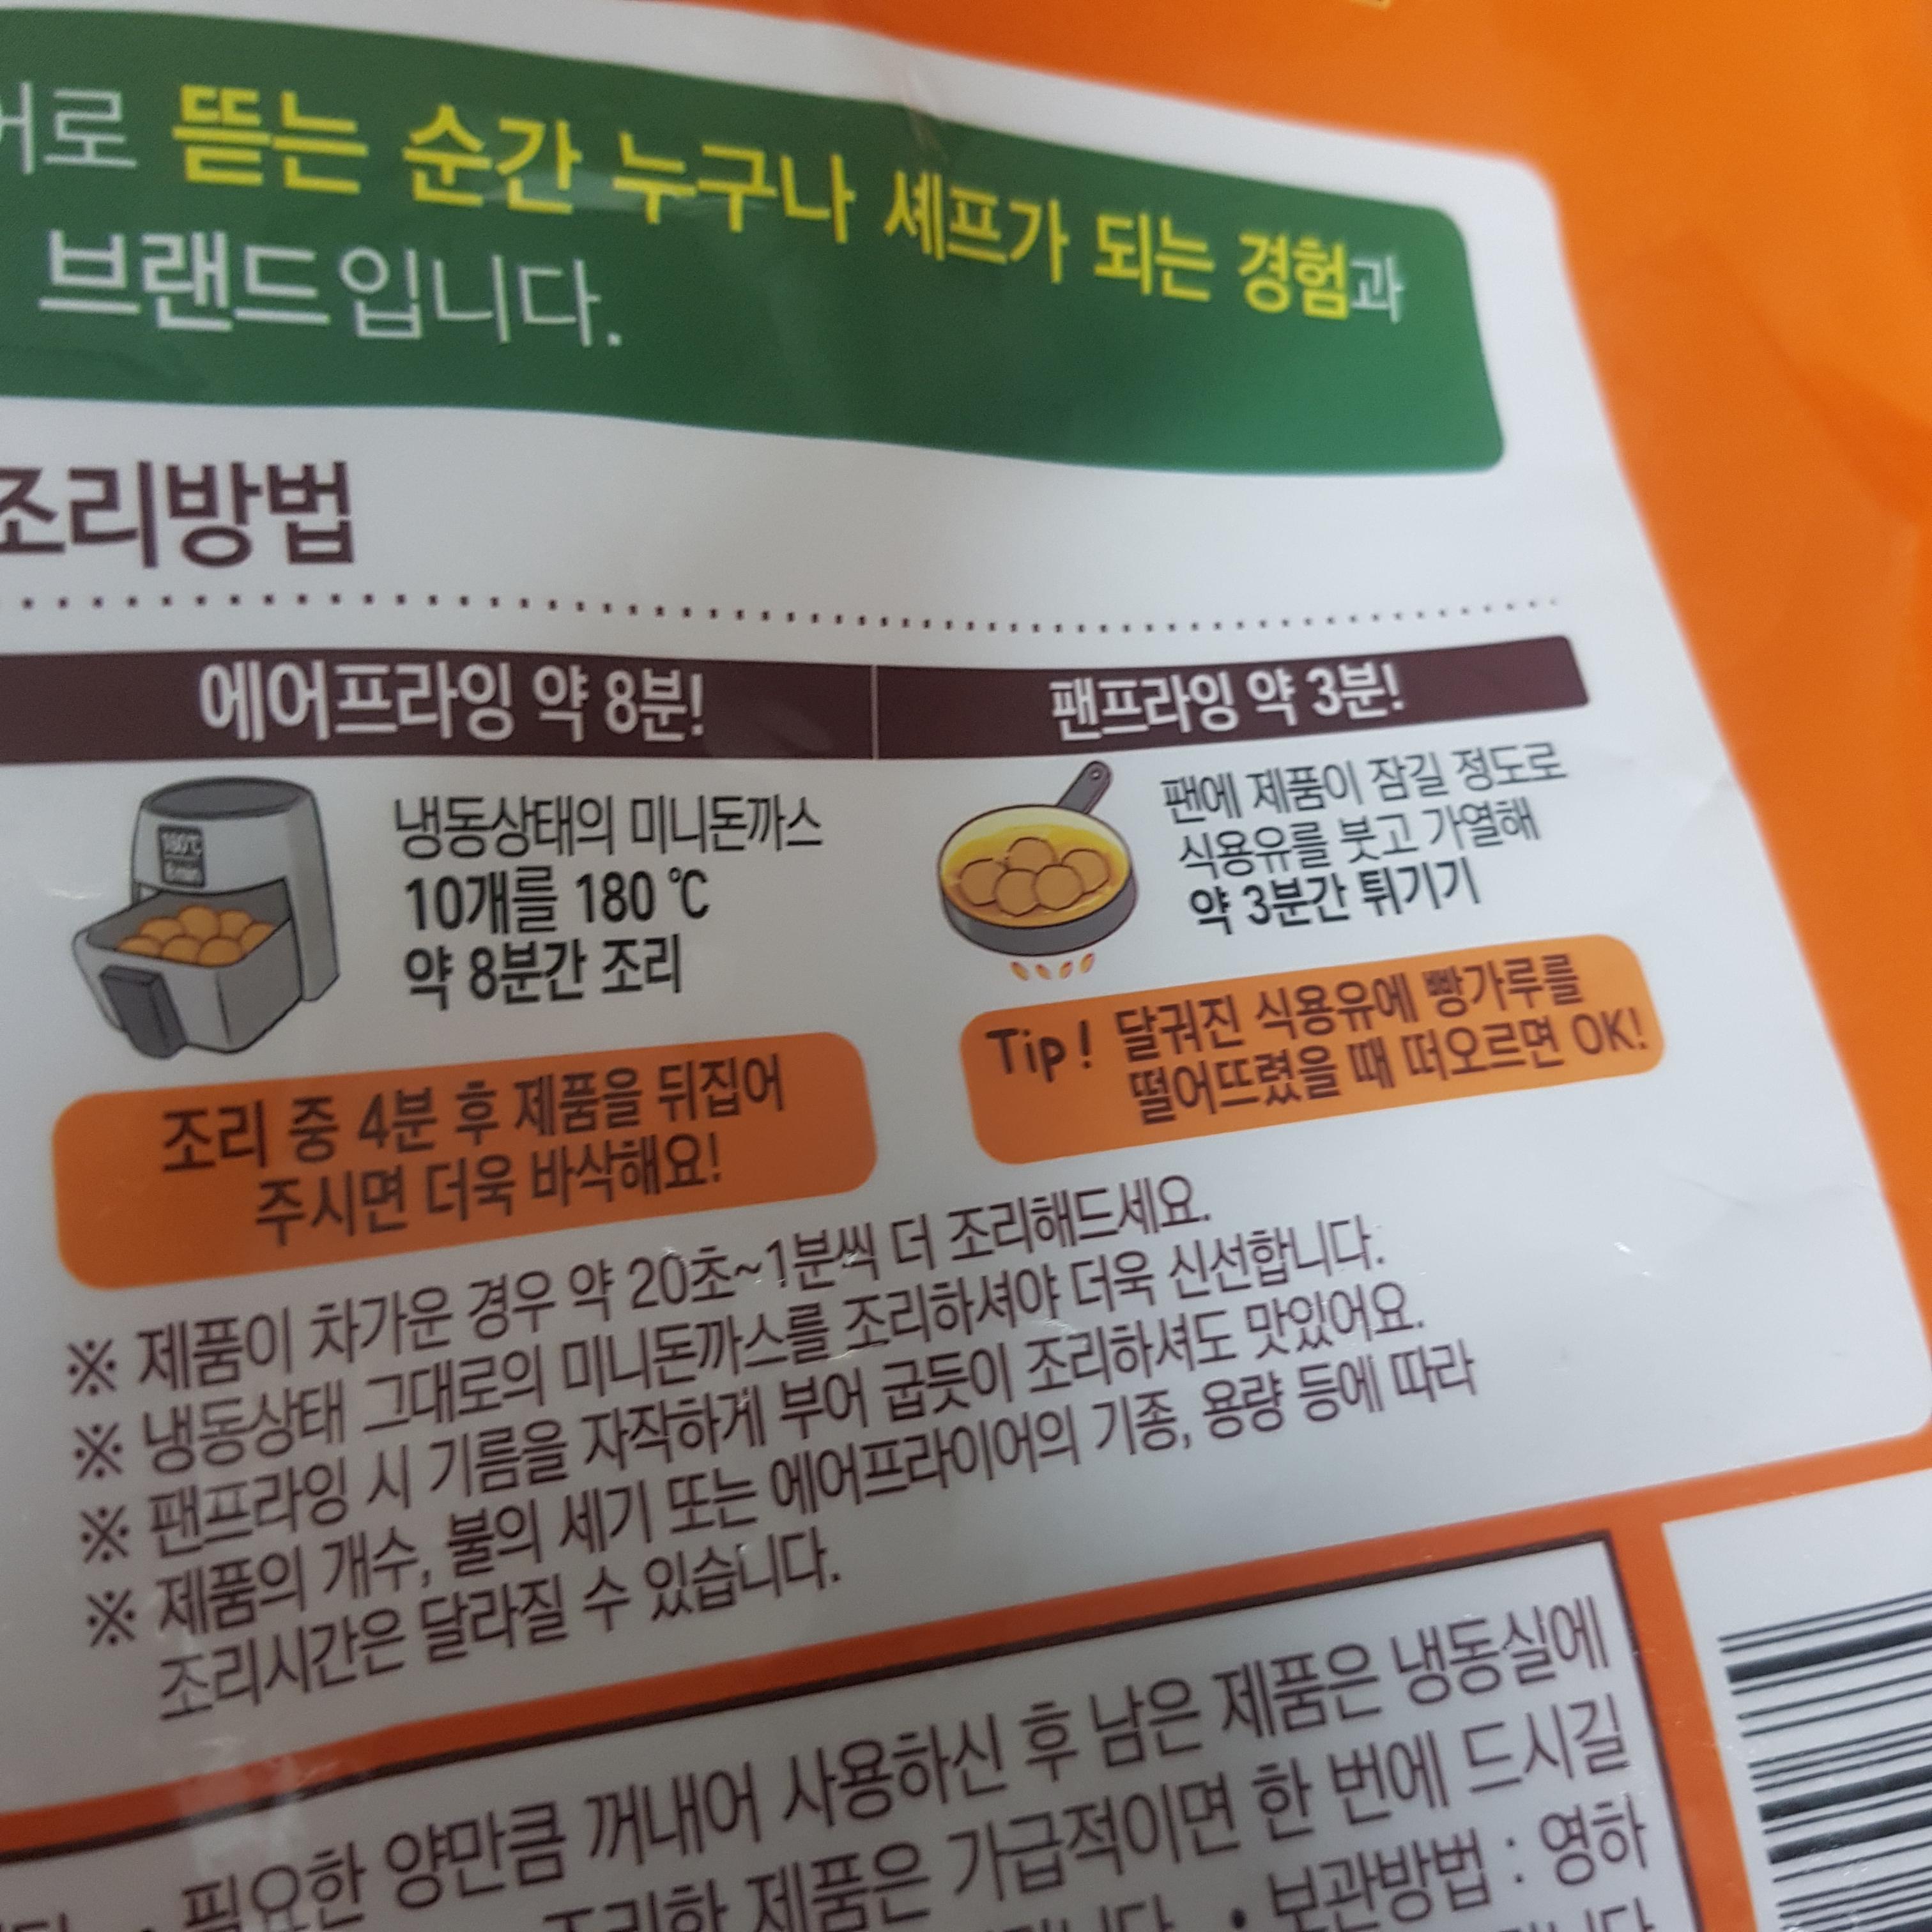 로 뜯는 순간 누구나 셰프가 되는 경험과
브랜드입니다.
조리방법
에어프라잉 약 8분!
180℃
8min
냉동상태의 미니돈까스
10개를 180 ℃
약 8분간 조리
조리 중 4분 후 제품을 뒤집어
주시면 더욱 바삭해요!
팬프라잉 약 3분!
팬에 제품이 잠길 정도로
식용유를 붓고 가열해
약 3분간 튀기기
Tip! 달궈진 식용유에 빵가루를
떨어뜨렸을 때 떠오르면 OK!
※ 제품이 차가운 경우 약 20초~1분씩 더 조리해드세요.
※ 냉동상태 그대로의 미니돈까스를 조리하셔야 더욱 신선합니다.
※ 팬프라잉 시 기름을 자작하게 부어 굽듯이 조리하셔도 맛있어요.
※ 제품의 개수, 불의 세기 또는 에어프라이어의 기종, 용량 등에 따라
조리시간은 달라질 수 있습니다.
• 필요한 양만큼 꺼내어 사용하신 후 남은 제품은 냉동실에
조리한 제품은 가급적이면 한 번에 드시길
• 보관방법 : 영하